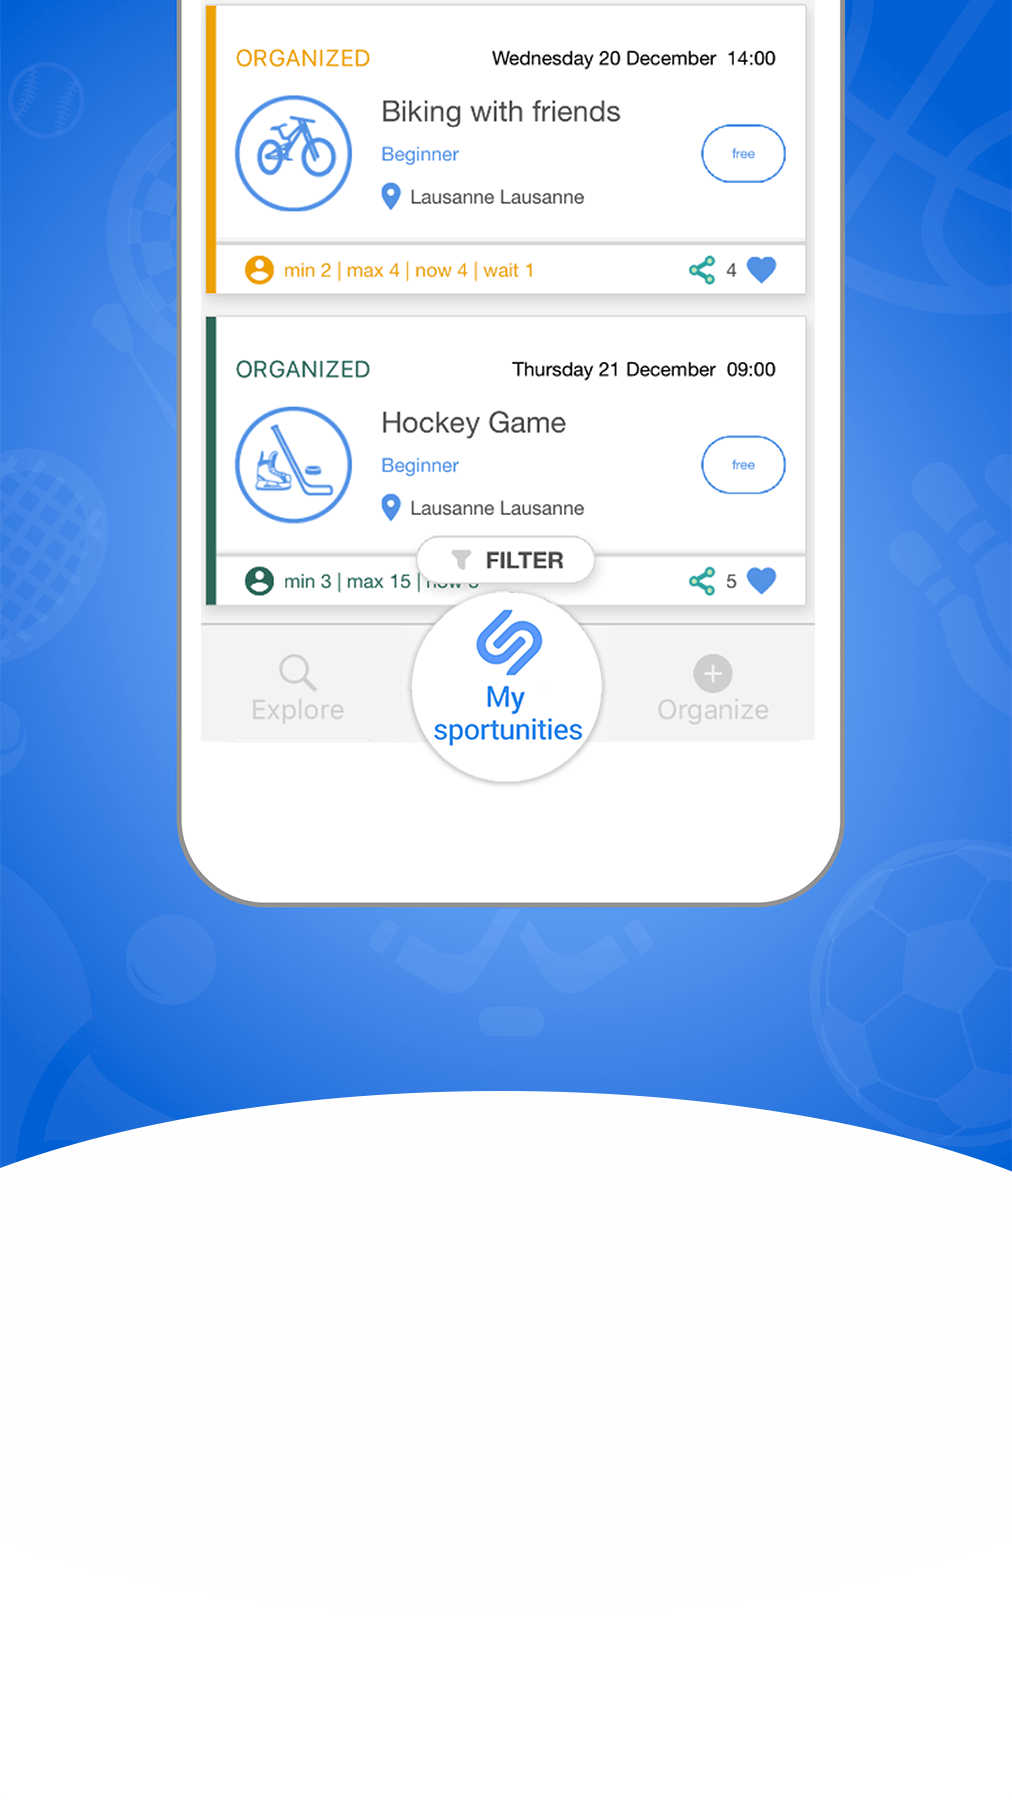 ORGANIZED
Wednesday 20 December 14:00
Biking with friends
Beginner
free
Lausanne Lausanne
min 2 | max 4 | now 4 | wait 1
4
ORGANIZED
Thursday 21 December 09:00
Hockey Game
Beginner
free
Lausanne Lausanne
FILTER
min 3 | max 15 |
5
My
sportunities
Explore
Organize